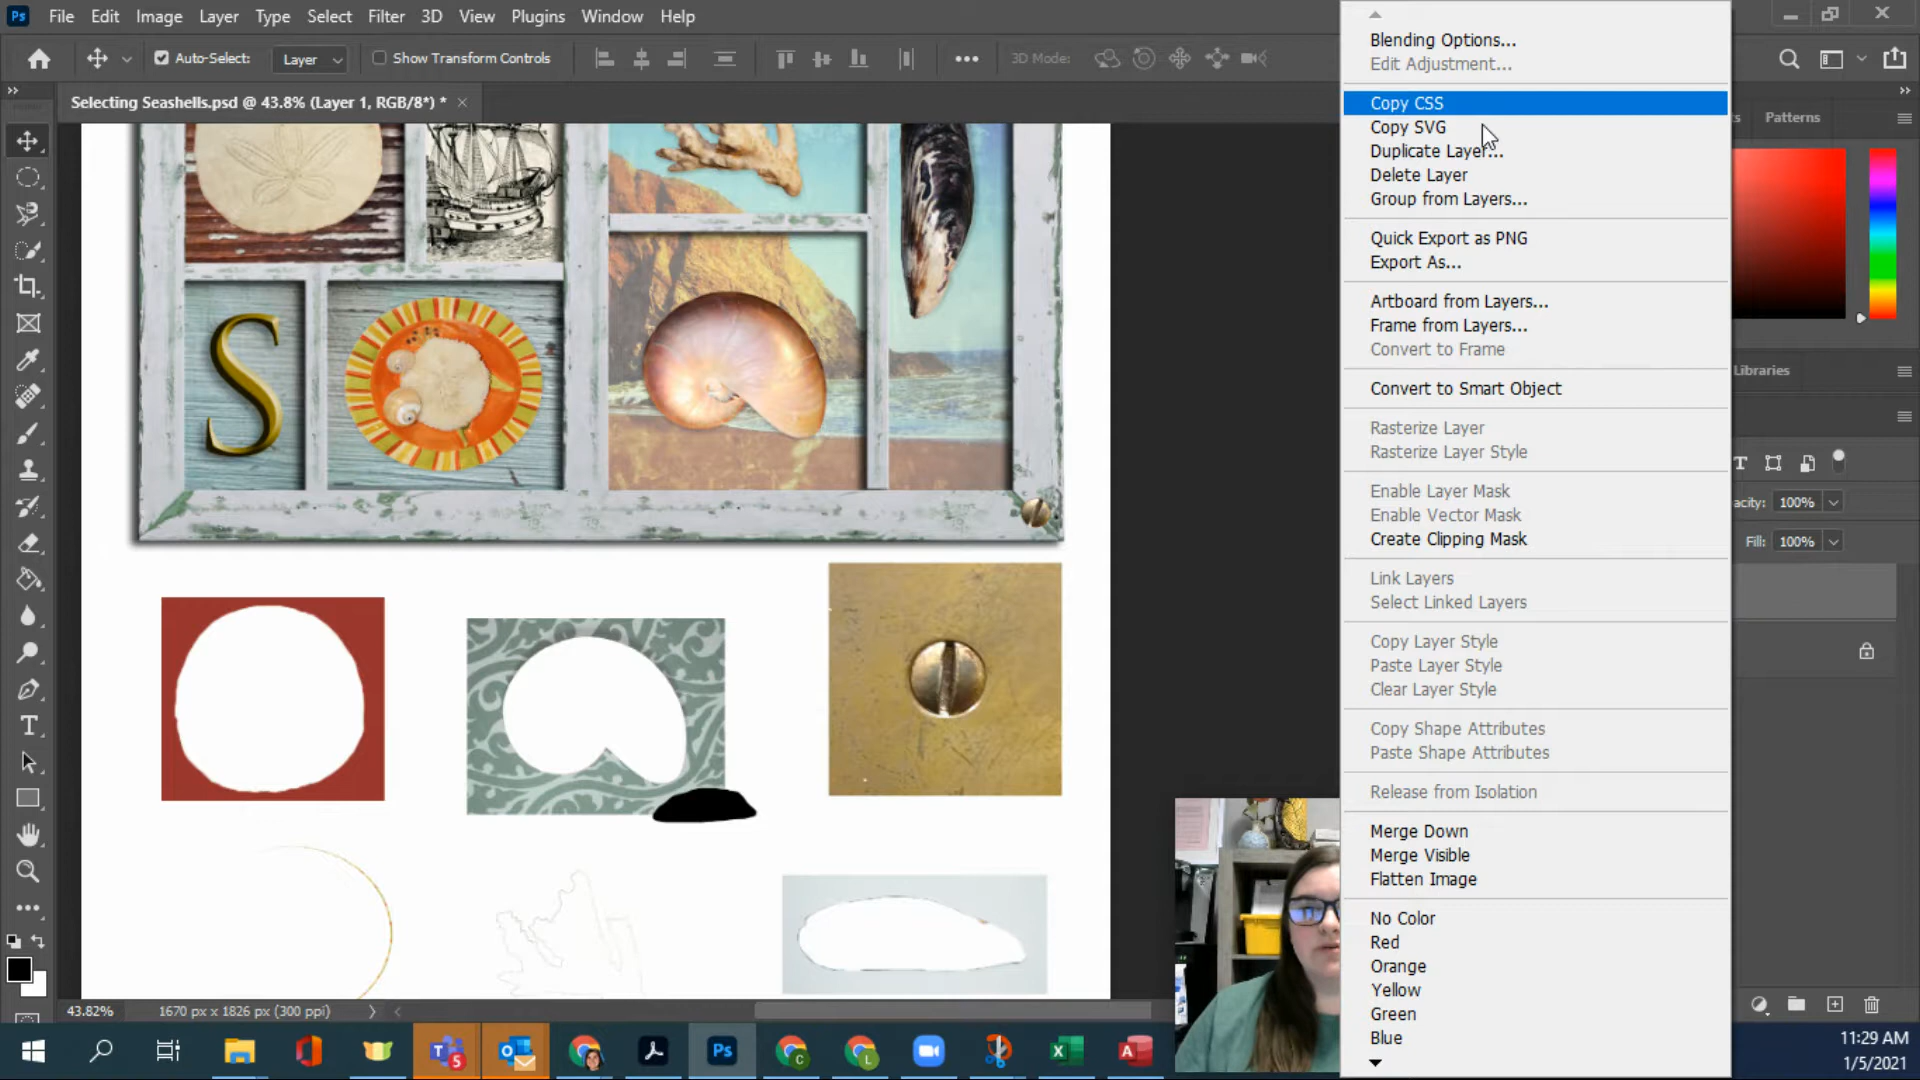 Ps File Edit Image Layer Type Select Filter 3D View Plugins Window Help
Auto-Select: Layer Show Transform Controls 3D Mode:
Selecting Seashells.psd @ 43.8% (Layer 1, RGB/8*) *
Patterns
Libraries
100%
Fill: 100%
S
Blending Options...
Edit Adjustment...
Copy CSS
Copy SVG
Duplicate Layer...
Delete Layer
Group from Layers...
Quick Export as PNG
Export As...
Artboard from Layers...
Frame from Layers...
Convert to Frame
Convert to Smart Object
Rasterize Layer
Rasterize Layer Style
Enable Layer Mask
Enable Vector Mask
Create Clipping Mask
Link Layers
Select Linked Layers
Copy Layer Style
Paste Layer Style
Clear Layer Style
Copy Shape Attributes
Paste Shape Attributes
Release from Isolation
Merge Down
Merge Visible
Flatten Image
No Color
Red
Orange
Yellow
Green
Blue
43.82% 1670 px x 1826 px (300 ppi)
5
Ps
C
L
11:29 AM
1/5/2021